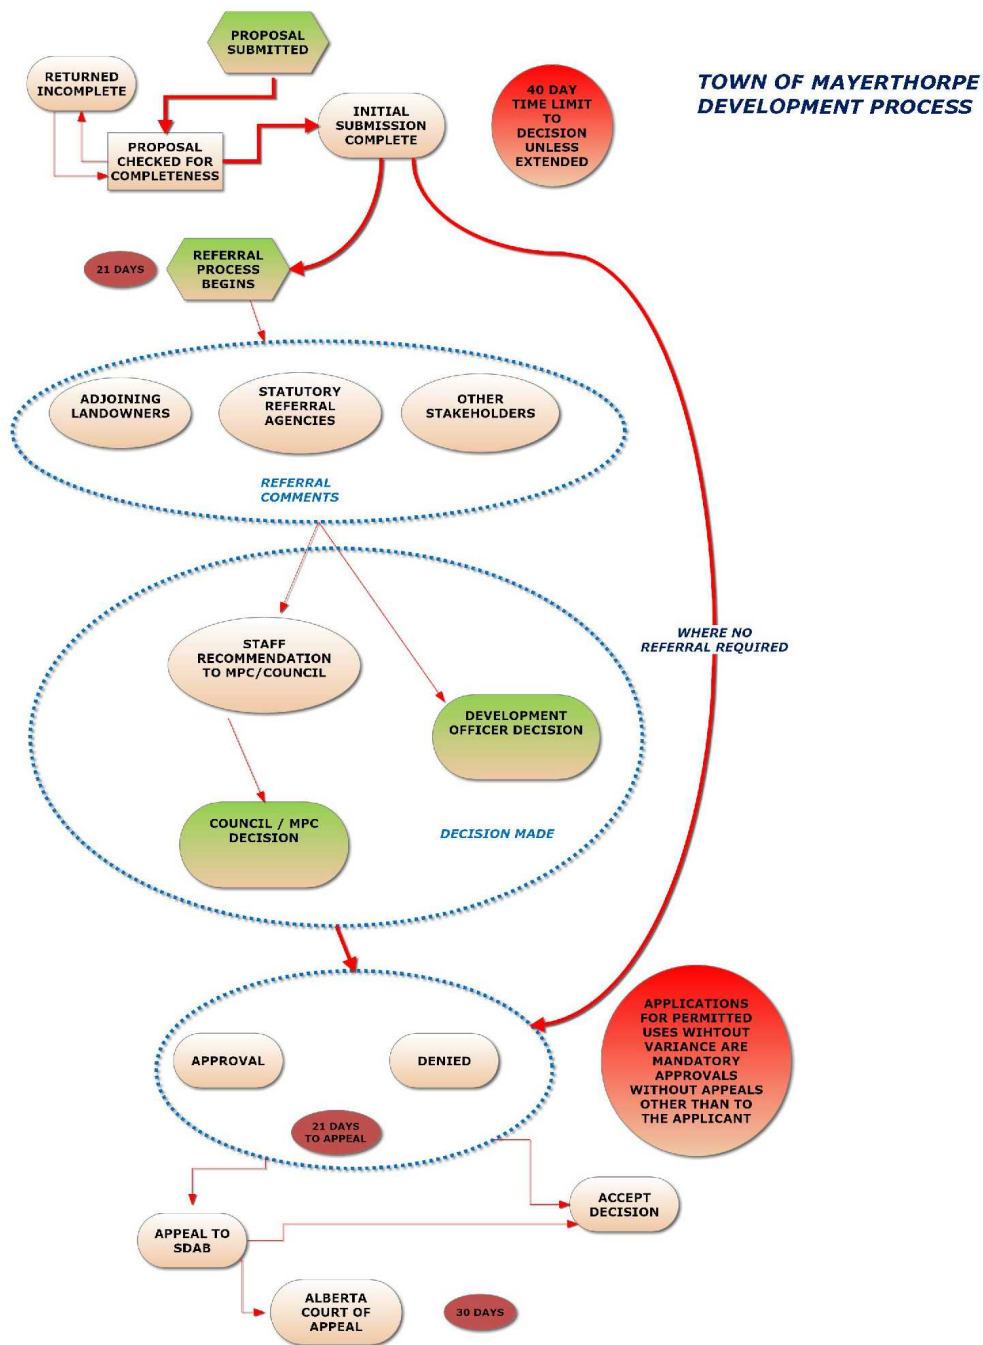 PROPOSAL
SUBMITTED
TOWN OF MAYERTHORPE
DEVELOPMENT PROCESS
RETURNED
INCOMPLETE
40 DAY
TIME LIMIT
TO
DECISION
UNLESS
EXTENDED
INITIAL
SUBMISSION
COMPLETE
PROPOSAL
CHECKED FOR
COMPLETENESS
21 DAYS
REFERRAL
PROCESS
BEGINS
ADJOINING
LANDOWNERS
STATUTORY
REFERRAL
AGENCIES
OTHER
STAKEHOLDERS
REFERRAL
COMMENTS
WHERE NO
REFERRAL REQUIRED
STAFF
RECOMMENDATION
TO MPC/COUNCIL
DEVELOPMENT
OFFICER DECISION
COUNCIL / MPC
DECISION
DECISION MADE
APPROVAL
DENIED
APPLICATIONS
FOR PERMITTED
USES WIHTOUT
VARIANCE ARE
MANDATORY
APPROVALS
WITHOUT APPEALS
OTHER THAN TO
THE APPLICANT
21 DAYS
TO APPEAL
ACCEPT
DECISION
APPEAL TO
SDAB
ALBERTA
COURT OF
APPEAL
30 DAYS